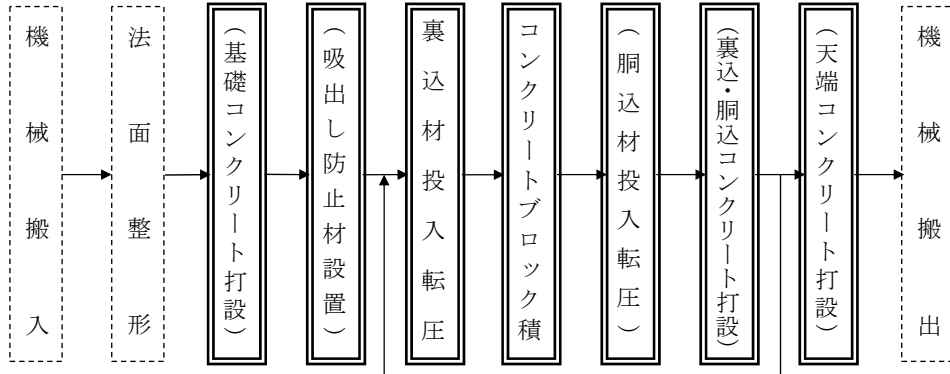 機械搬入
法面整形
（基礎コンクリート打設）
（吸出し防止材設置）
裏込材投入転圧
コンクリートブロック積
（胴込材投入転圧）
（裏込・胴込コンクリート打設）
（天端コンクリート打設）
機械搬出